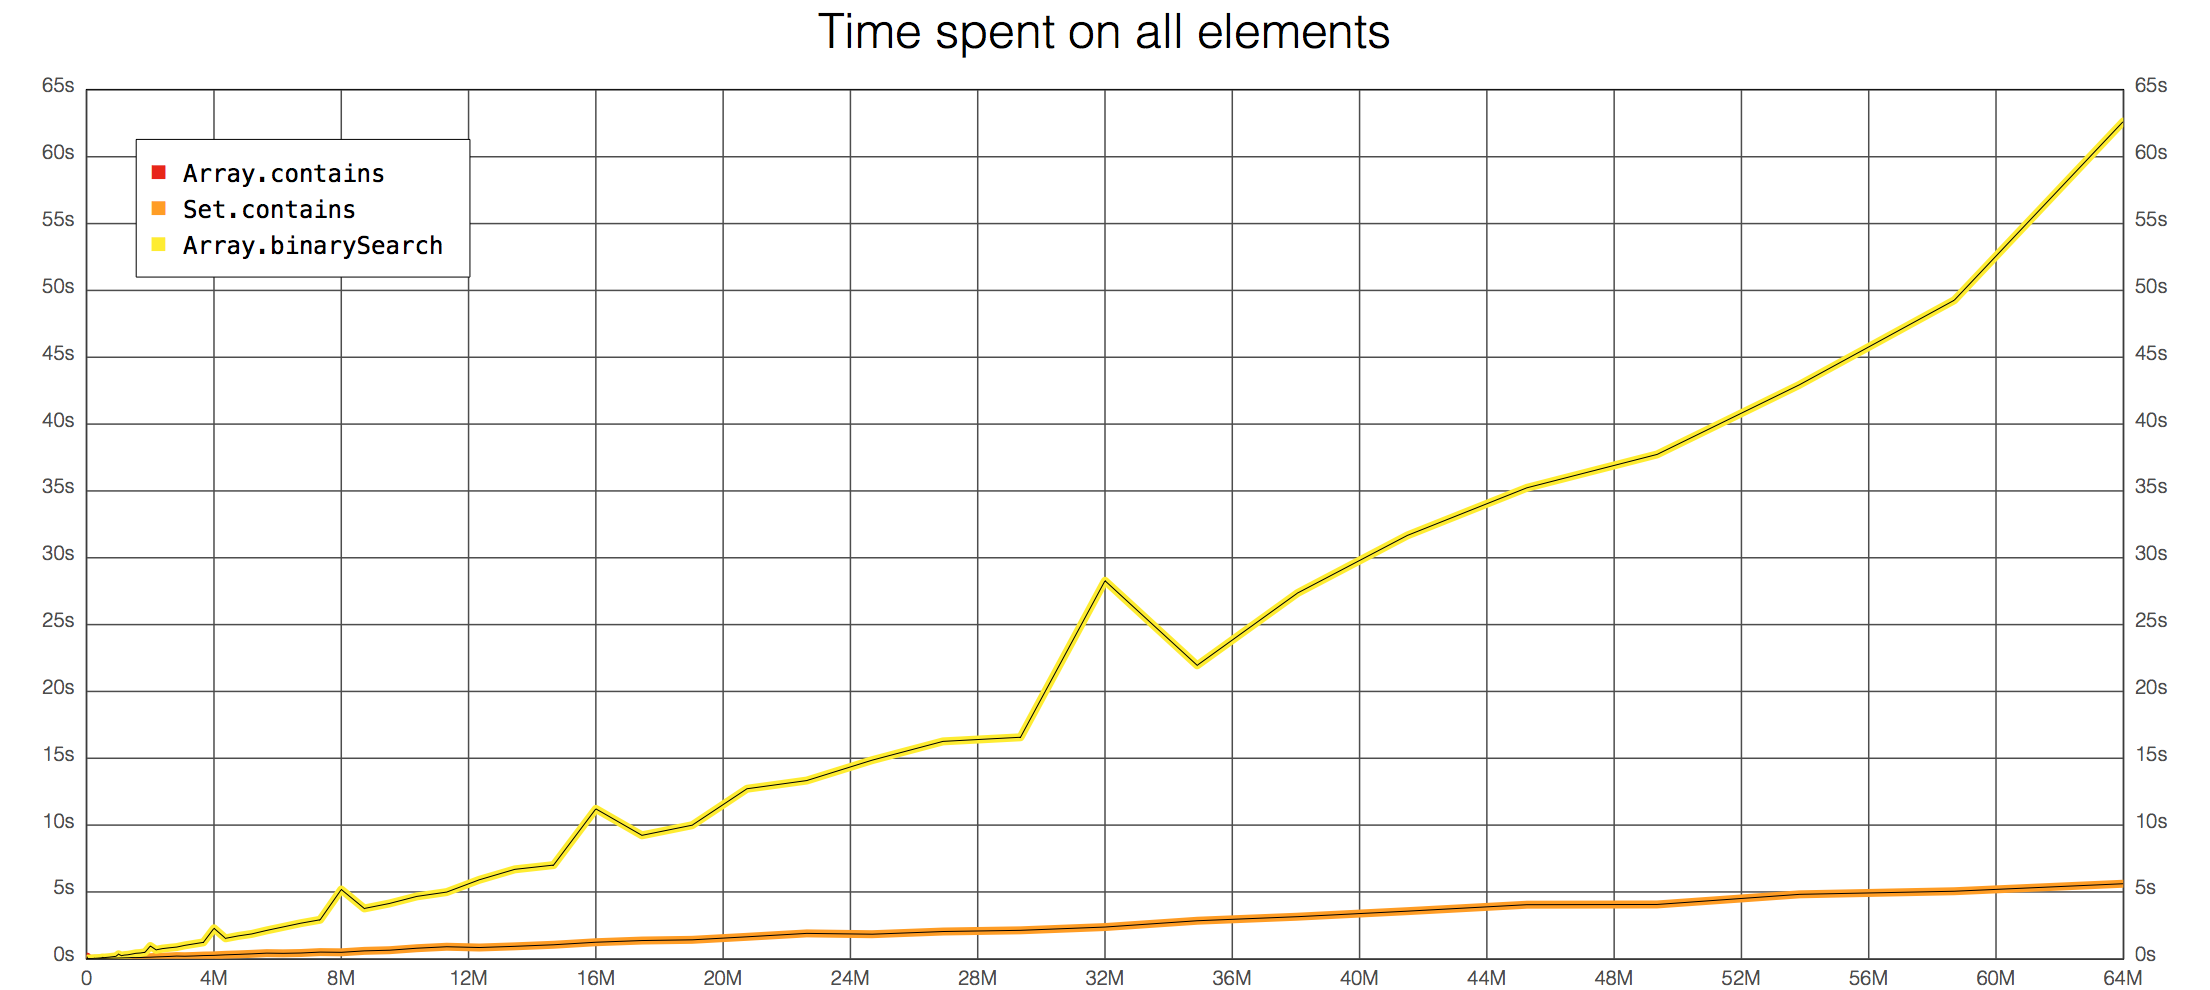 Time spent on all elements
65s 65s
60s 60s
Array.contains
55s Set.contains 55s
Array.binarySearch
50s 50s
45s 45s
40s 40s
35s 35s
30s 30s
25s 25s
20s 20s
15s 15s
10s 10s
5s 5s
0s 0s
0 4M 8M 12M 16M 20M 24M 28M 32M 36M 40M 44M 48M 52M 56M 60M 64M